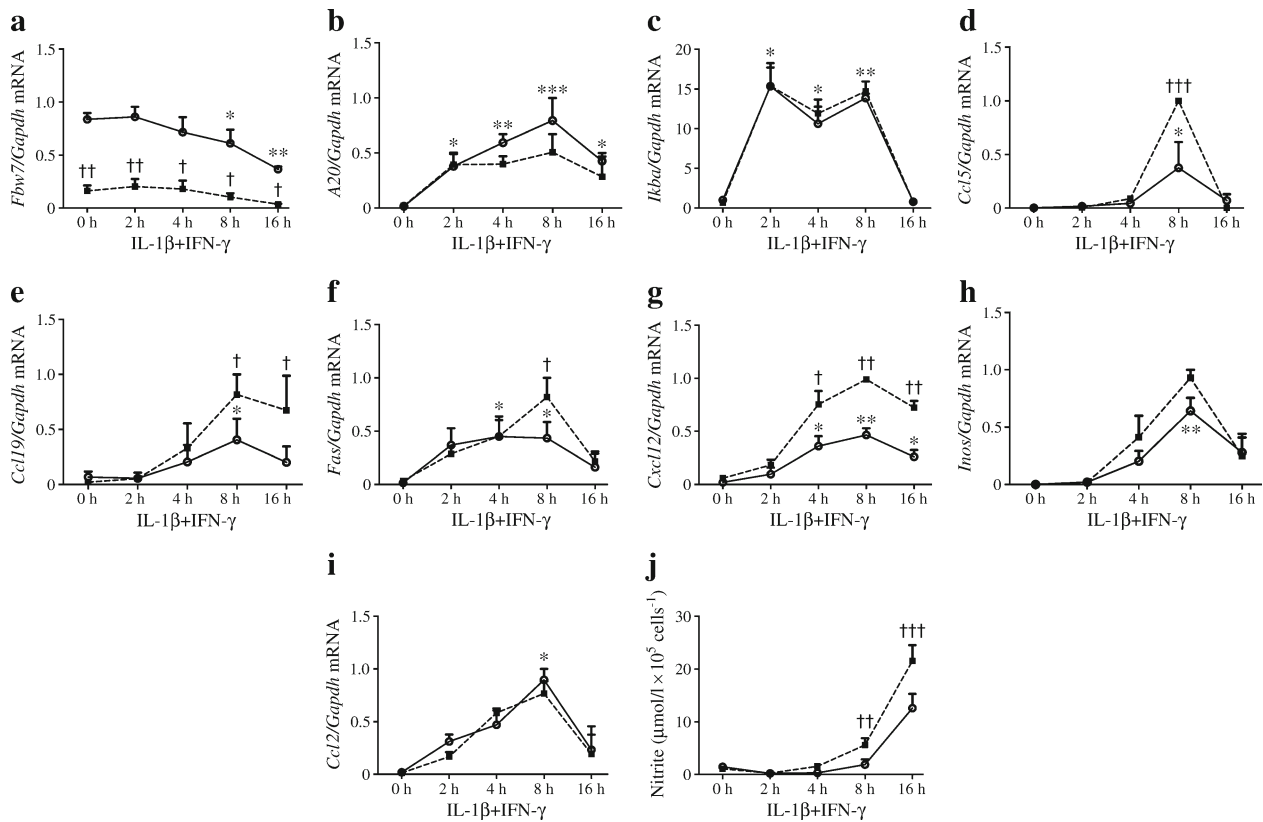 a
Fbw7/Gapdh mRNA
1.5
1.0
0.5
0
††
††
†
*
†
**
†
0 h 2 h 4 h 8 h 16 h
IL-1β+IFN-γ
b
A20/Gapdh mRNA
1.5
1.0
0.5
0
*
**
***
*
0 h 2 h 4 h 8 h 16 h
IL-1β+IFN-γ
c
Ikba/Gapdh mRNA
20
15
10
5
0
*
*
**
0 h 2 h 4 h 8 h 16 h
IL-1β+IFN-γ
d
Ccl5/Gapdh mRNA
1.5
1.0
0.5
0
†††
*
0 h 2 h 4 h 8 h 16 h
IL-1β+IFN-γ
e
Ccl19/Gapdh mRNA
1.5
1.0
0.5
0
†
*
†
0 h 2 h 4 h 8 h 16 h
IL-1β+IFN-γ
f
Fas/Gapdh mRNA
1.5
1.0
0.5
0
*
†
*
0 h 2 h 4 h 8 h 16 h
IL-1β+IFN-γ
g
Cxcl12/Gapdh mRNA
1.5
1.0
0.5
0
†
*
††
**
††
*
0 h 2 h 4 h 8 h 16 h
IL-1β+IFN-γ
h
Inos/Gapdh mRNA
1.5
1.0
0.5
0
**
0 h 2 h 4 h 8 h 16 h
IL-1β+IFN-γ
i
Ccl2/Gapdh mRNA
1.5
1.0
0.5
0
*
0 h 2 h 4 h 8 h 16 h
IL-1β+IFN-γ
j
Nitrite (µmol/l×10⁵ cells⁻¹)
30
20
10
0
††
†††
0 h 2 h 4 h 8 h 16 h
IL-1β+IFN-γ